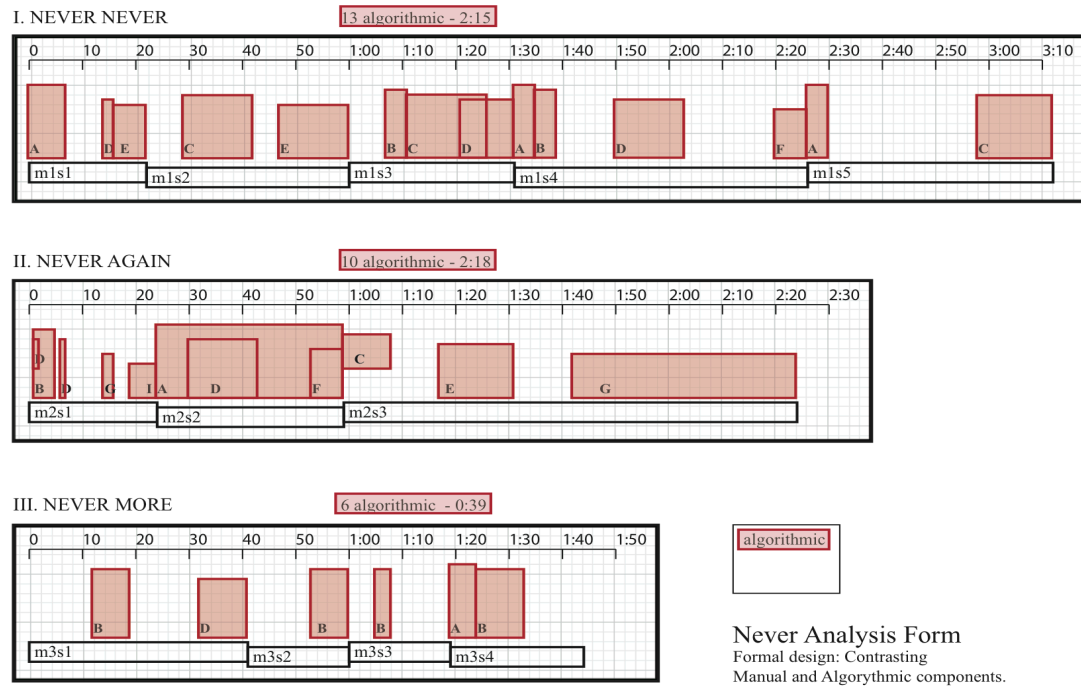 I. NEVER NEVER
13 algorithmic - 2:15
0 10 20 30 40 50 1:00 1:10 1:20 1:30 1:40 1:50 2:00 2:10 2:20 2:30 2:40 2:50 3:00 3:10
A D E C E B C D A B D F A C
m1s1 m1s2 m1s3 m1s4 m1s5
II. NEVER AGAIN
10 algorithmic - 2:18
0 10 20 30 40 50 1:00 1:10 1:20 1:30 1:40 1:50 2:00 2:10 2:20 2:30
D C
B D G I A D F E G
m2s1 m2s2 m2s3
III. NEVER MORE
6 algorithmic - 0:39
0 10 20 30 40 50 1:00 1:10 1:20 1:30 1:40 1:50
B D B B A B
m3s1 m3s2 m3s3 m3s4
algorithmic
Never Analysis Form
Formal design: Contrasting
Manual and Algorythmic components.